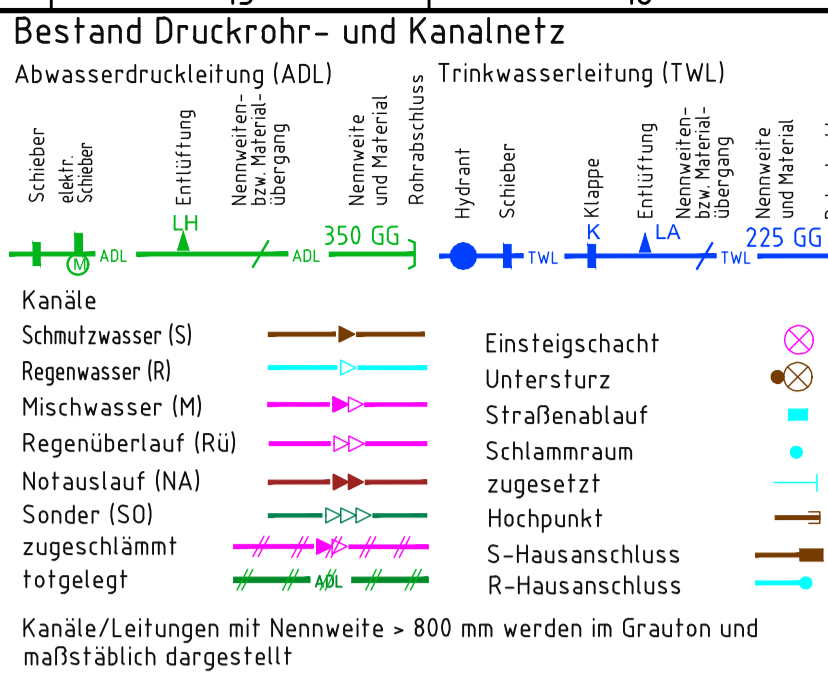 Bestand Druckrohr- und Kanalnetz
Abwasserdruckleitung (ADL)
Schieber
elektr.
Schieber
Entlüftung
Nennweiten-
bzw. Material-
übergang
Nennweite
und Material
Rohrabschluss
LH
350 GG
M
ADL
ADL
Trinkwasserleitung (TWL)
Hydrant
Schieber
Klappe
Entlüftung
Nennweiten-
bzw. Material-
übergang
Nennweite
und Material
K
LA
225 GG
TWL
TWL
Kanäle
Schmutzwasser (S)
Regenwasser (R)
Mischwasser (M)
Regenüberlauf (Rü)
Notauslauf (NA)
Sonder (SO)
zugeschlämmt
totgelegt
ADL
Einsteigschacht
Untersturz
Straßenablauf
Schlammraum
zugesetzt
Hochpunkt
S-Hausanschluss
R-Hausanschluss
Kanäle/Leitungen mit Nennweite > 800 mm werden im Grauton und
maßstäblich dargestellt